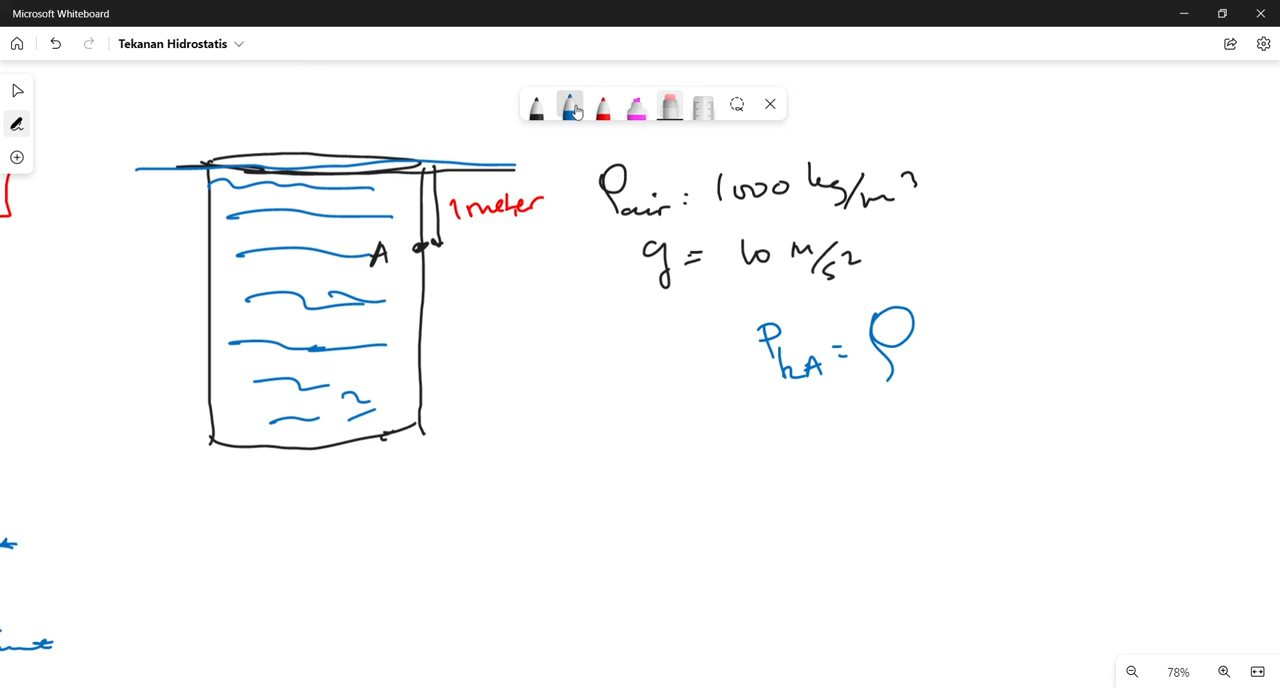 Microsoft Whiteboard
Tekanan Hidrostatis
1 meter
ρair : 1000 kg/m³
A
g = 10 m/s²
PhA = ρ
78%